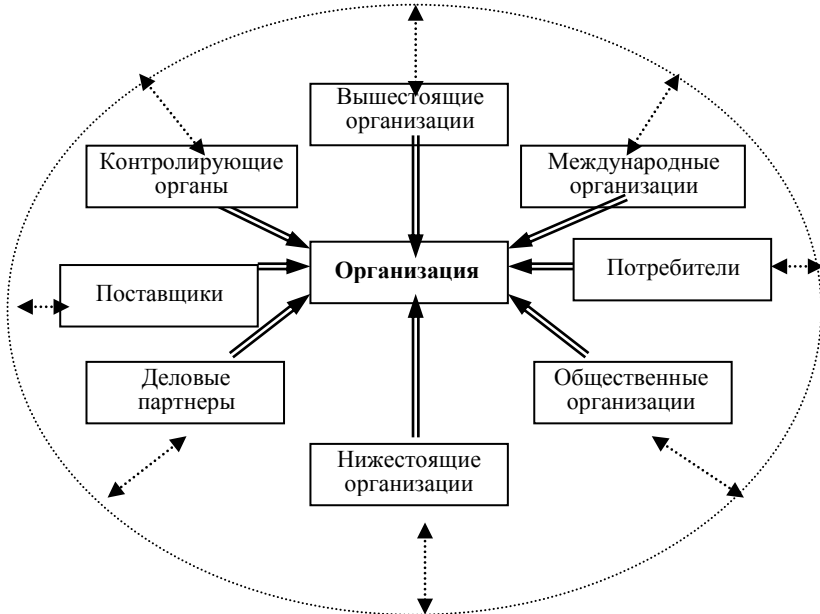 Вышестоящие
организации
Контролирующие
органы
Международные
организации
Организация
Потребители
Поставщики
Деловые
партнеры
Общественные
организации
Нижестоящие
организации